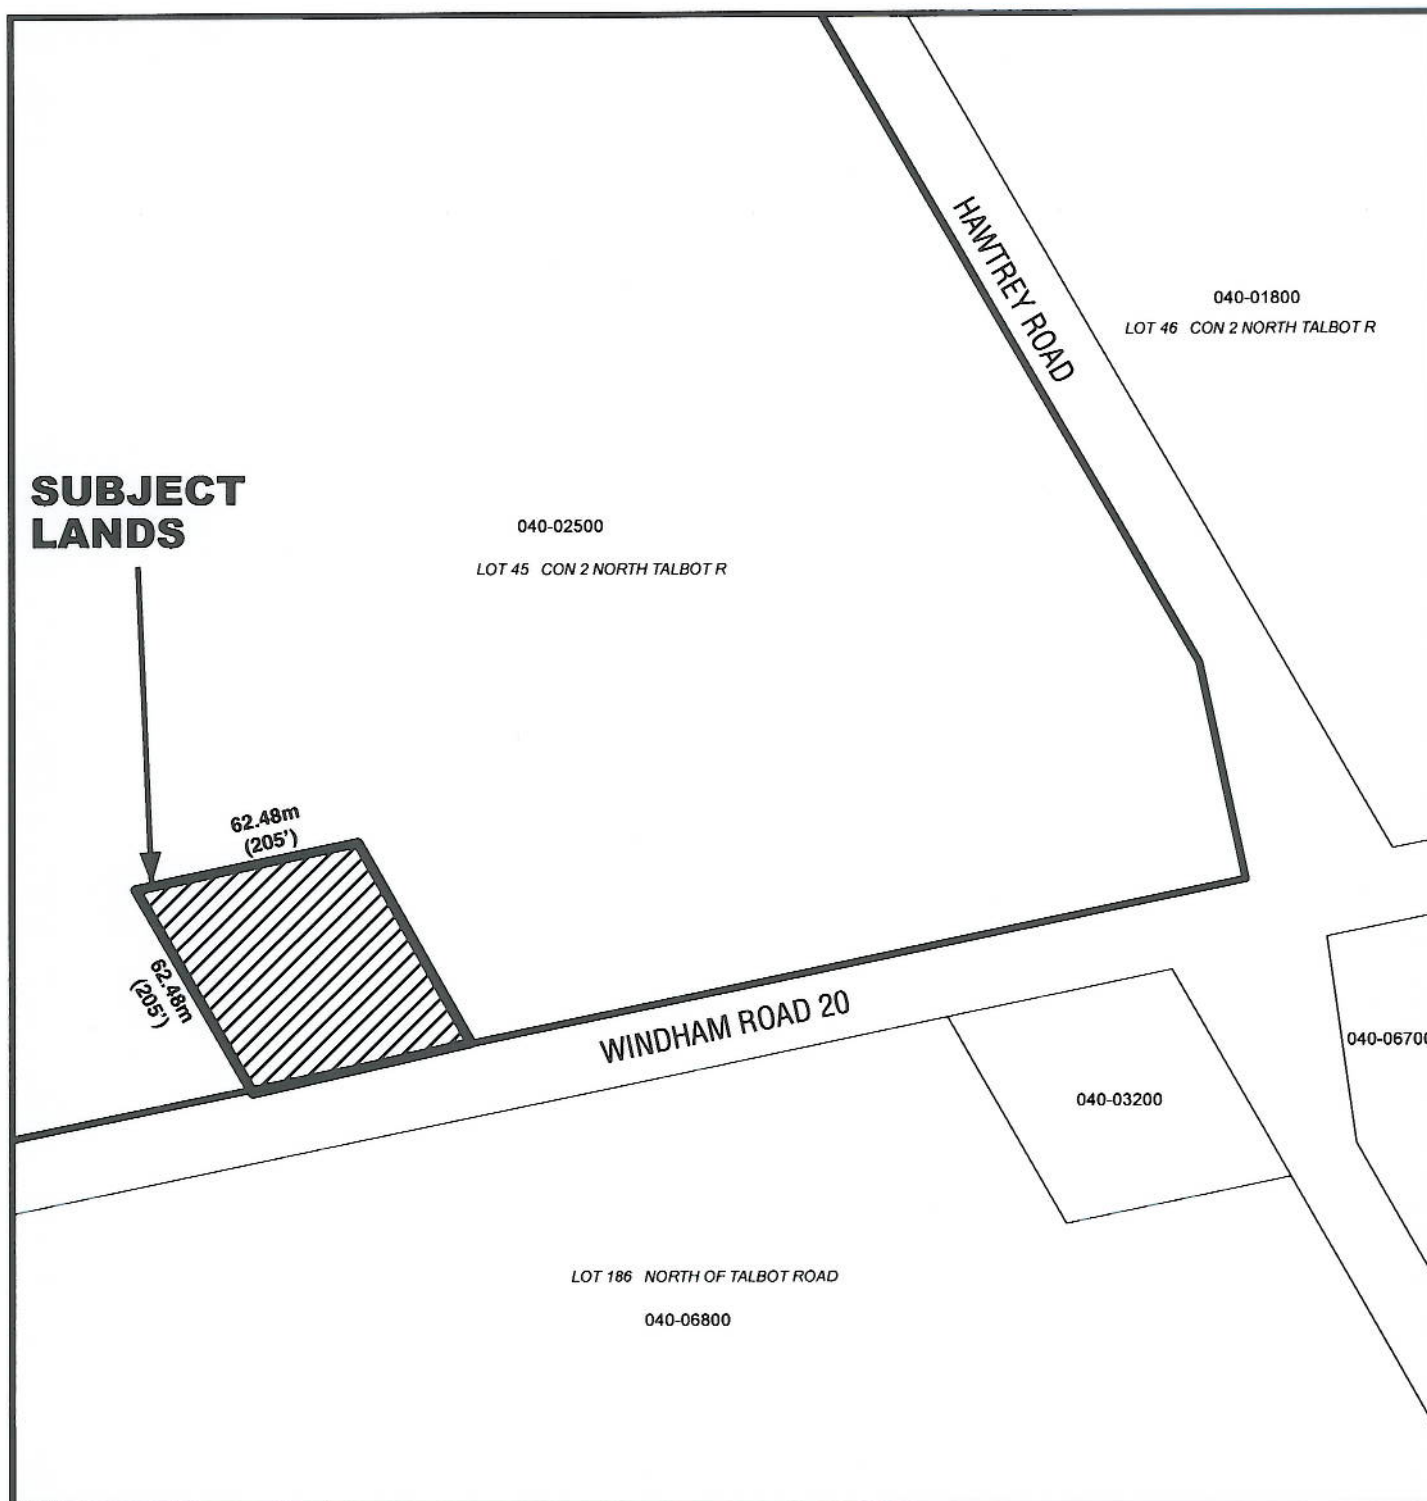 HAWTREY ROAD
040-01800
LOT 46 CON 2 NORTH TALBOT R
SUBJECT
LANDS
040-02500
LOT 45 CON 2 NORTH TALBOT R
62.48m
(205')
62.48m
(205')
WINDHAM ROAD 20
040-06700
040-03200
LOT 186 NORTH OF TALBOT ROAD
040-06800